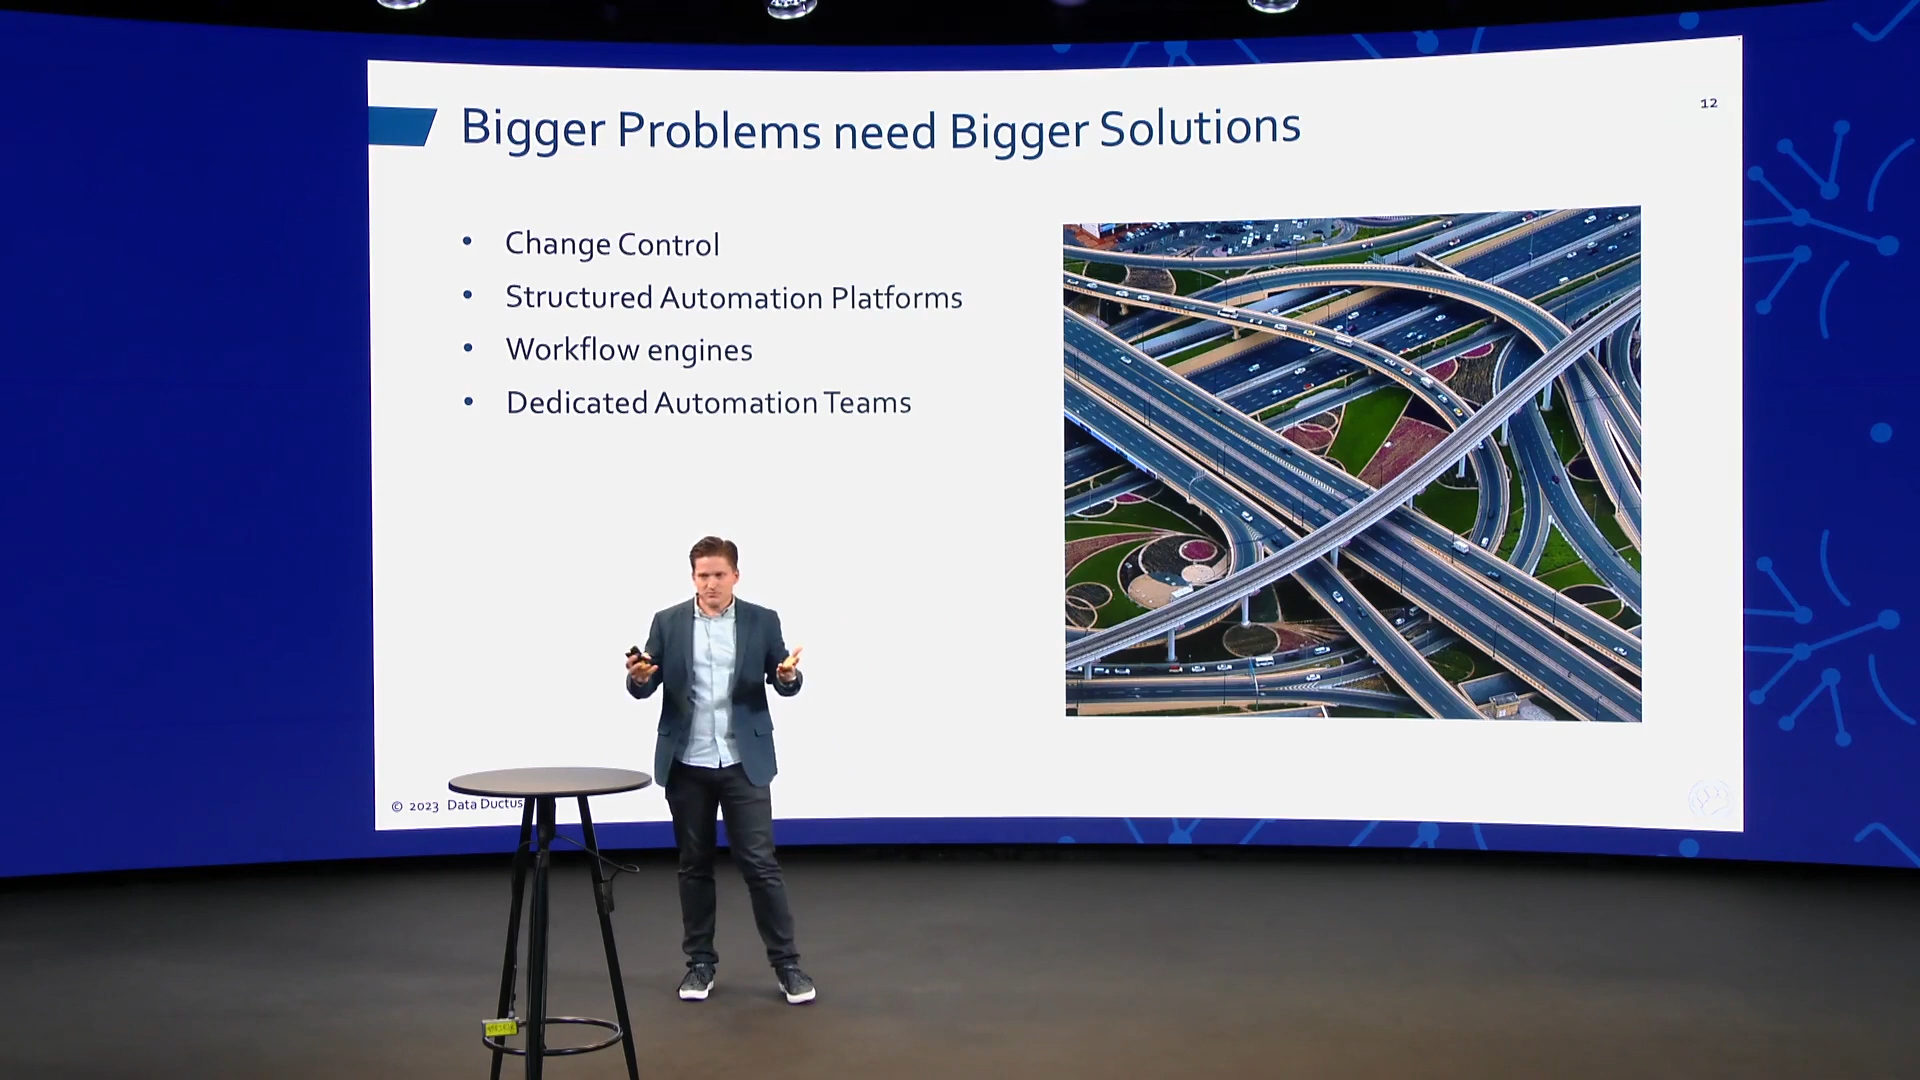 Bigger Problems need Bigger Solutions
12
• Change Control
• Structured Automation Platforms
• Workflow engines
• Dedicated Automation Teams
© 2023 Data Ductus